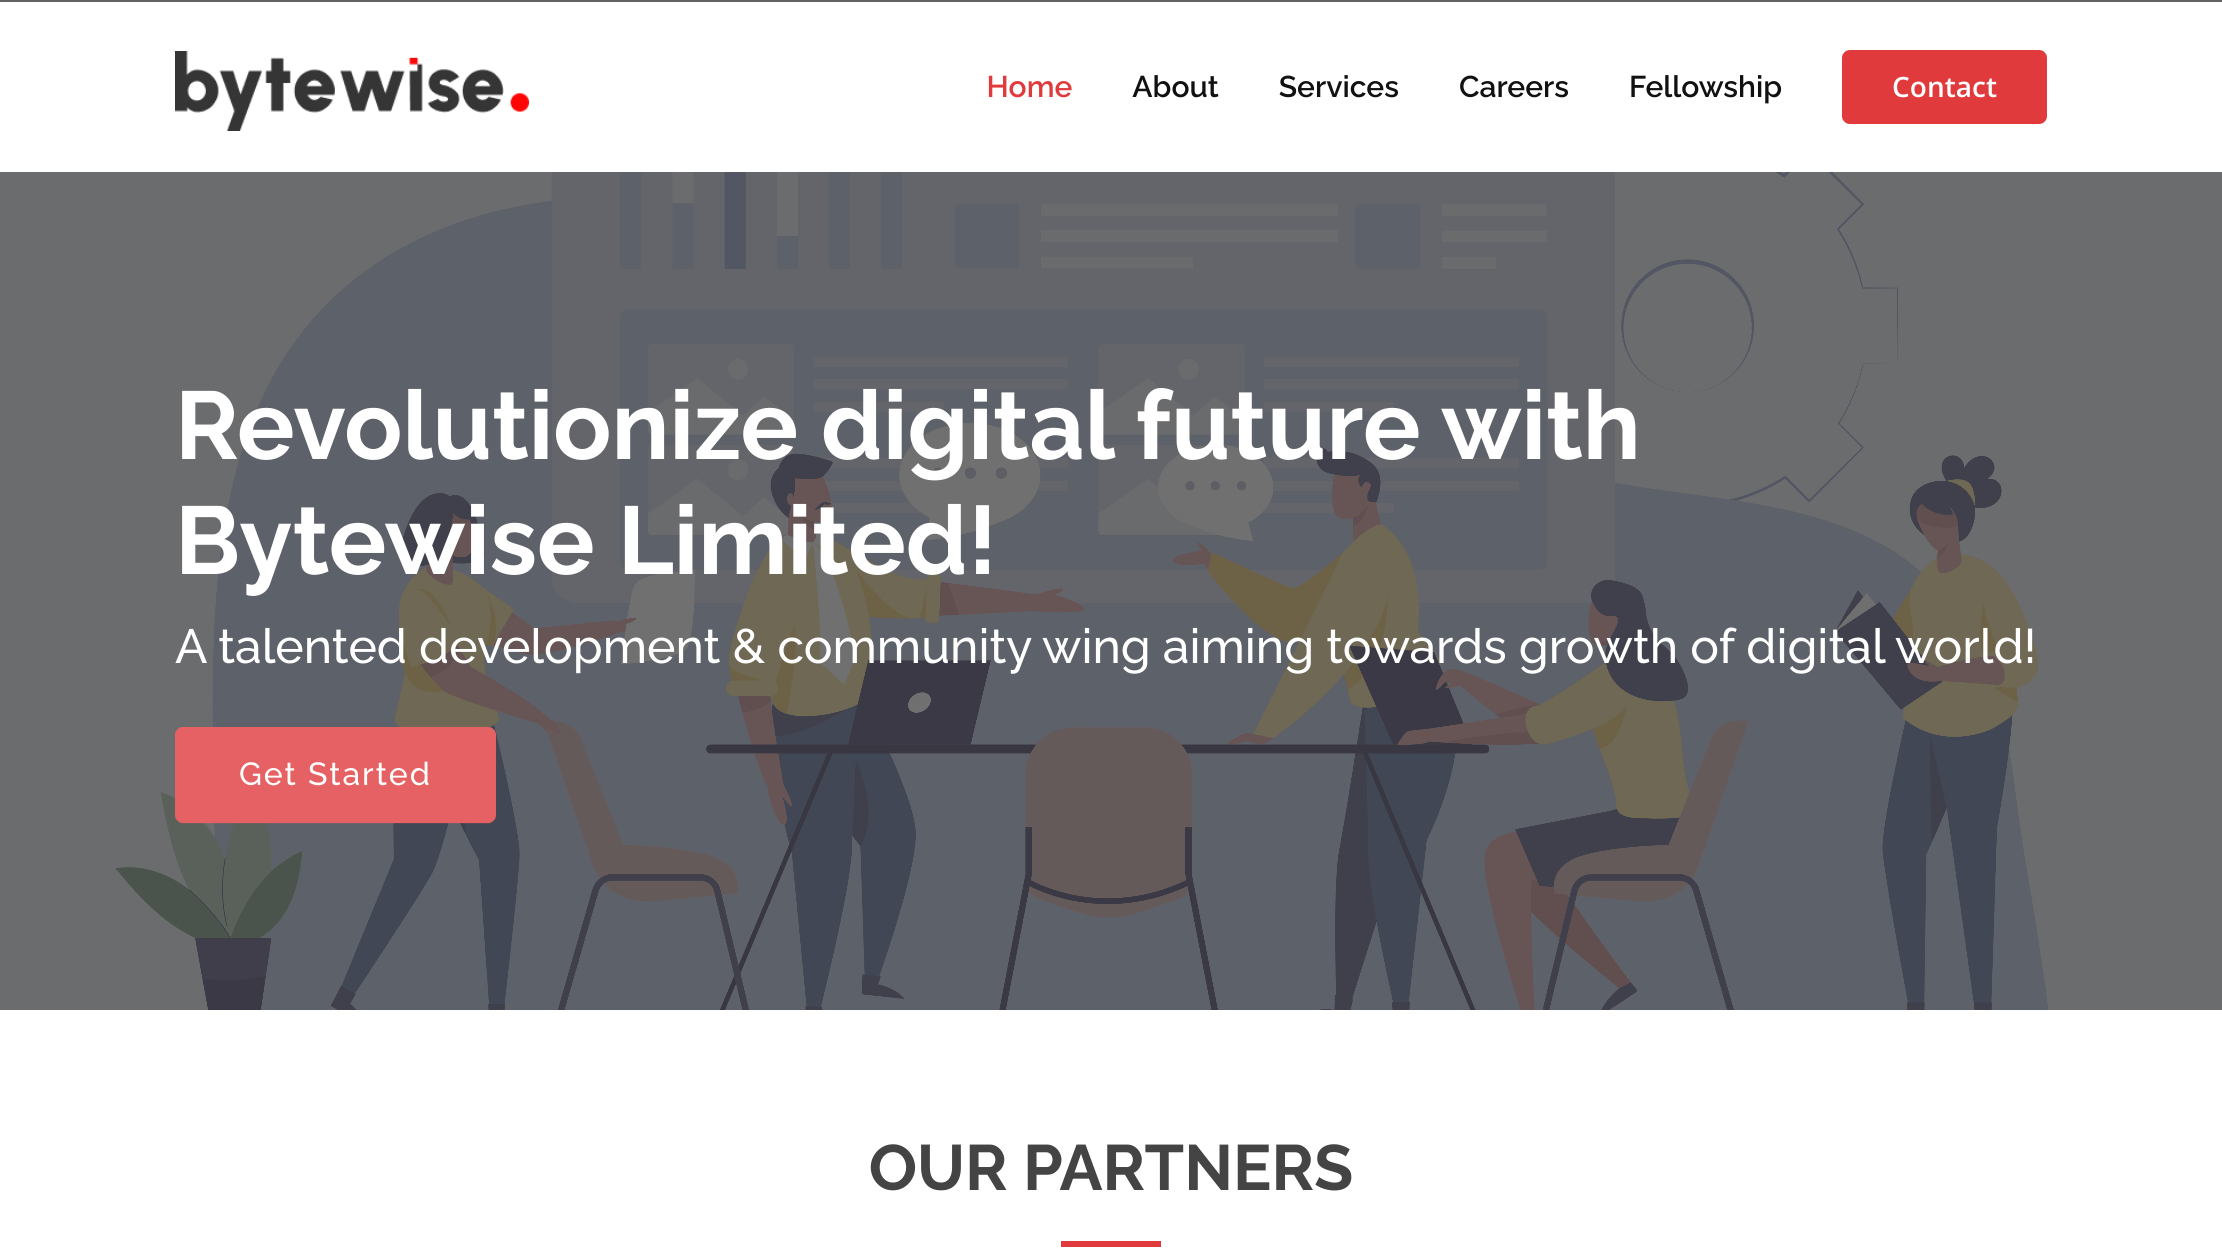 bytewise.
Home About Services Careers Fellowship Contact
Revolutionize digital future with
Bytewise Limited!
A talented development & community wing aiming towards growth of digital world!
Get Started
OUR PARTNERS